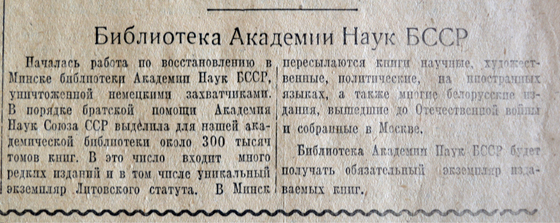 Библиотека Академии Наук БССР
Началась работа по восстановлению в
Минске библиотеки Академии Наук БССР,
уничтоженной немецкими захватчиками.
В порядке братской помощи Академия
Наук Союза ССР выделила для нашей ака-
демической библиотеки около 300 тысяч
томов книг. В это число входит много
редких изданий и в том числе уникальный
экземпляр Литовского статута. В Минск
пересылаются книги научные, художест-
венные, политические, на иностранных
языках, а также многие белорусские из-
дания, вышедшие до Отечественной войны
и собранные в Москве.
Библиотека Академии Наук БССР будет
получать обязательный экземпляр изда-
ваемых книг.